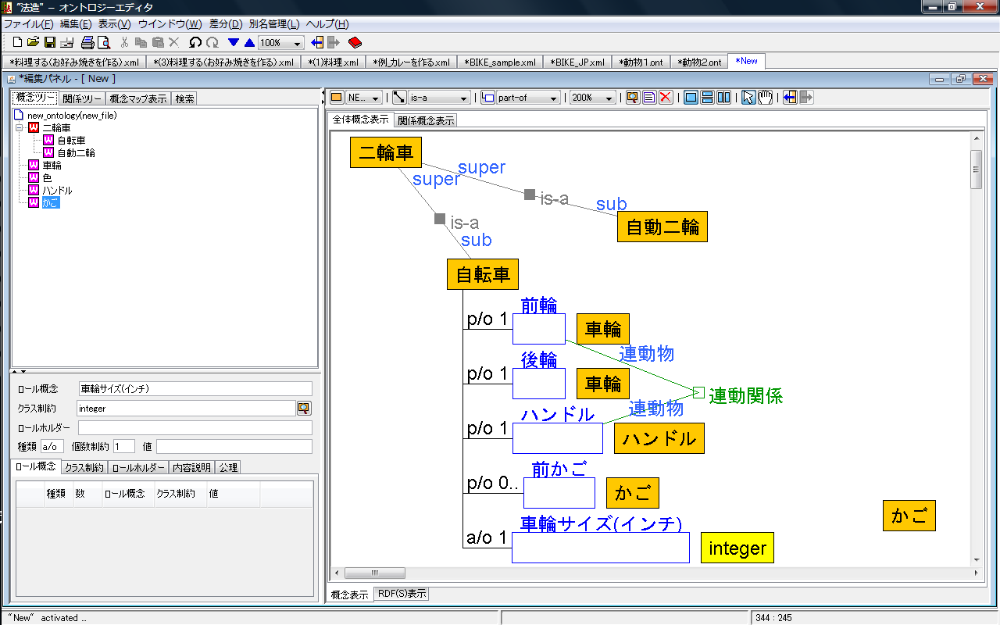 "法造" − オントロジーエディタ
ファイル(F) 編集(E) 表示(V) ウインドウ(W) 差分(D) 別名管理(L) ヘルプ(H)
100%
*料理する(お好み焼きを作る).xml *(3)料理する(お好み焼きを作る).xml *(1)料理.xml *例_カレーを作る.xml *BIKE_sample.xml *BIKE_JP.xml *動物1.ont *動物2.ont *New
*編集パネル - [ New ]
概念ツリー 関係ツリー 概念マップ表示 検索
new_ontology(new_file)
二輪車
自転車
自動二輪
車輪
色
ハンドル
かご
ロール概念 車輪サイズ(インチ)
クラス制約 integer
ロールホルダー
種類 a/o 個数制約 1 値
ロール概念 クラス制約 ロールホルダー 内容説明 公理
種類 数 ロール概念 クラス制約 値
NE... is-a part-of 200%
全体概念表示 関係概念表示
二輪車
super
super
is-a
sub
自動二輪
is-a
sub
自転車
前輪
p/o 1 車輪
連動物
後輪
p/o 1 車輪
連動関係
連動物
ハンドル
p/o 1 ハンドル
前かご
p/o 0.. かご
かご
車輪サイズ(インチ)
a/o 1 integer
概念表示 RDF(S)表示
"New" activated ...
344 : 245